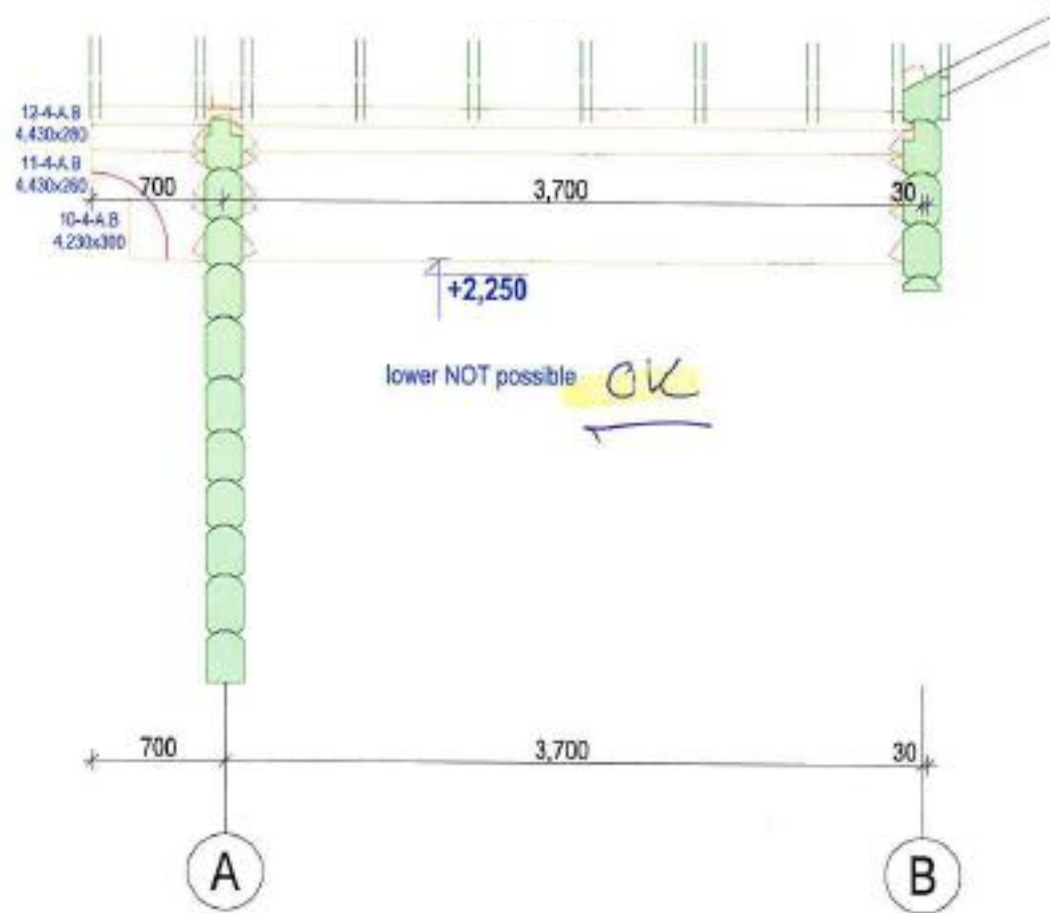 12-4-A.B
4,430x280
11-4-A.B
4,430x260
700
3,700
30
10-4-A.B
4,230x300
+2,250
lower NOT possible OK
700
3,700
30
A
B